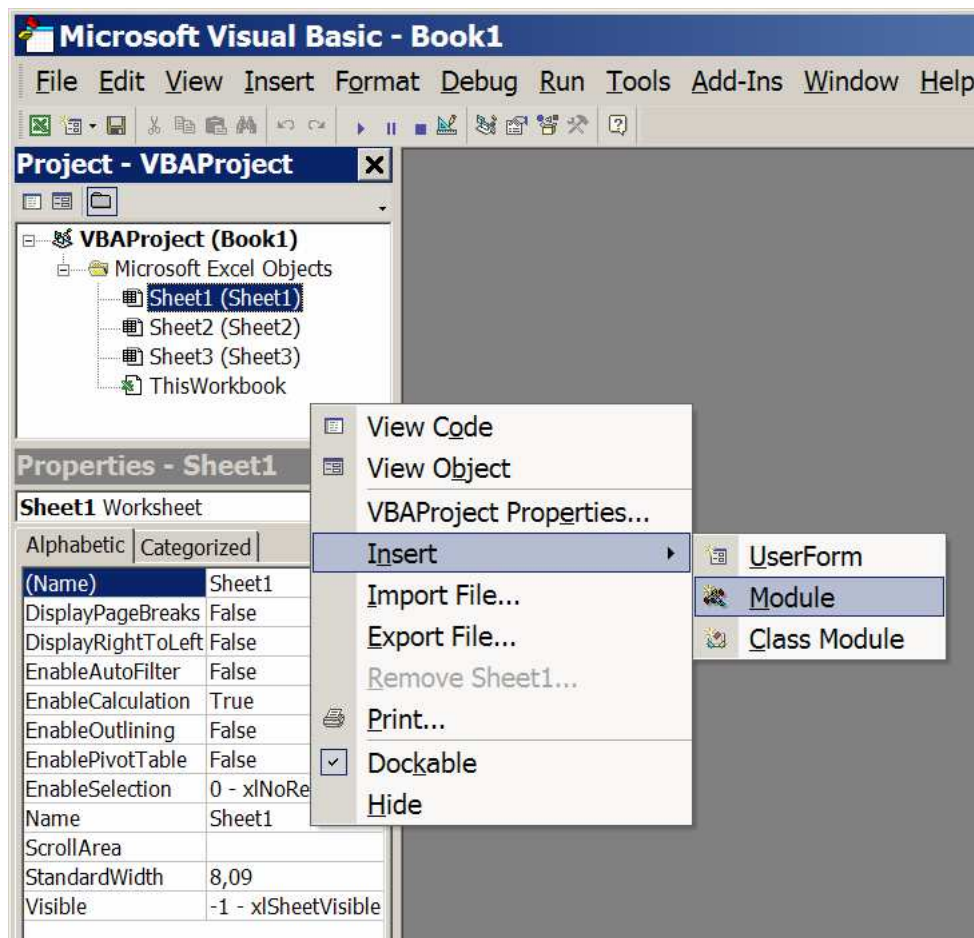 Microsoft Visual Basic - Book1
File Edit View Insert Format Debug Run Tools Add-Ins Window Help
Project - VBAProject
VBAProject (Book1)
Microsoft Excel Objects
Sheet1 (Sheet1)
Sheet2 (Sheet2)
Sheet3 (Sheet3)
ThisWorkbook
Properties - Sheet1
Sheet1 Worksheet
Alphabetic Categorized
(Name) Sheet1
DisplayPageBreaks False
DisplayRightToLeft False
EnableAutoFilter False
EnableCalculation True
EnableOutlining False
EnablePivotTable False
EnableSelection 0 - xlNoRe
Name Sheet1
ScrollArea
StandardWidth 8,09
Visible -1 - xlSheetVisible
View Code
View Object
VBAProject Properties...
Insert
Import File...
Export File...
Remove Sheet1...
Print...
Dockable
Hide
UserForm
Module
Class Module